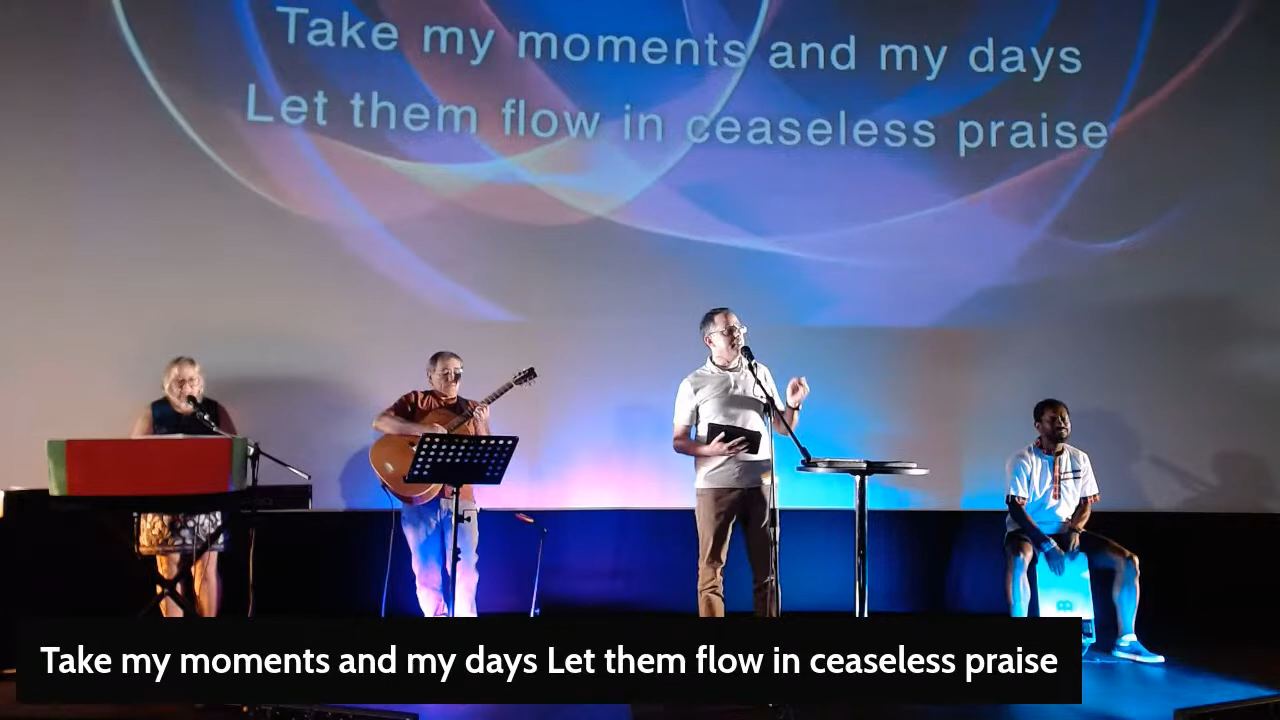 Take my moments and my days
Let them flow in ceaseless praise
Take my moments and my days Let them flow in ceaseless praise